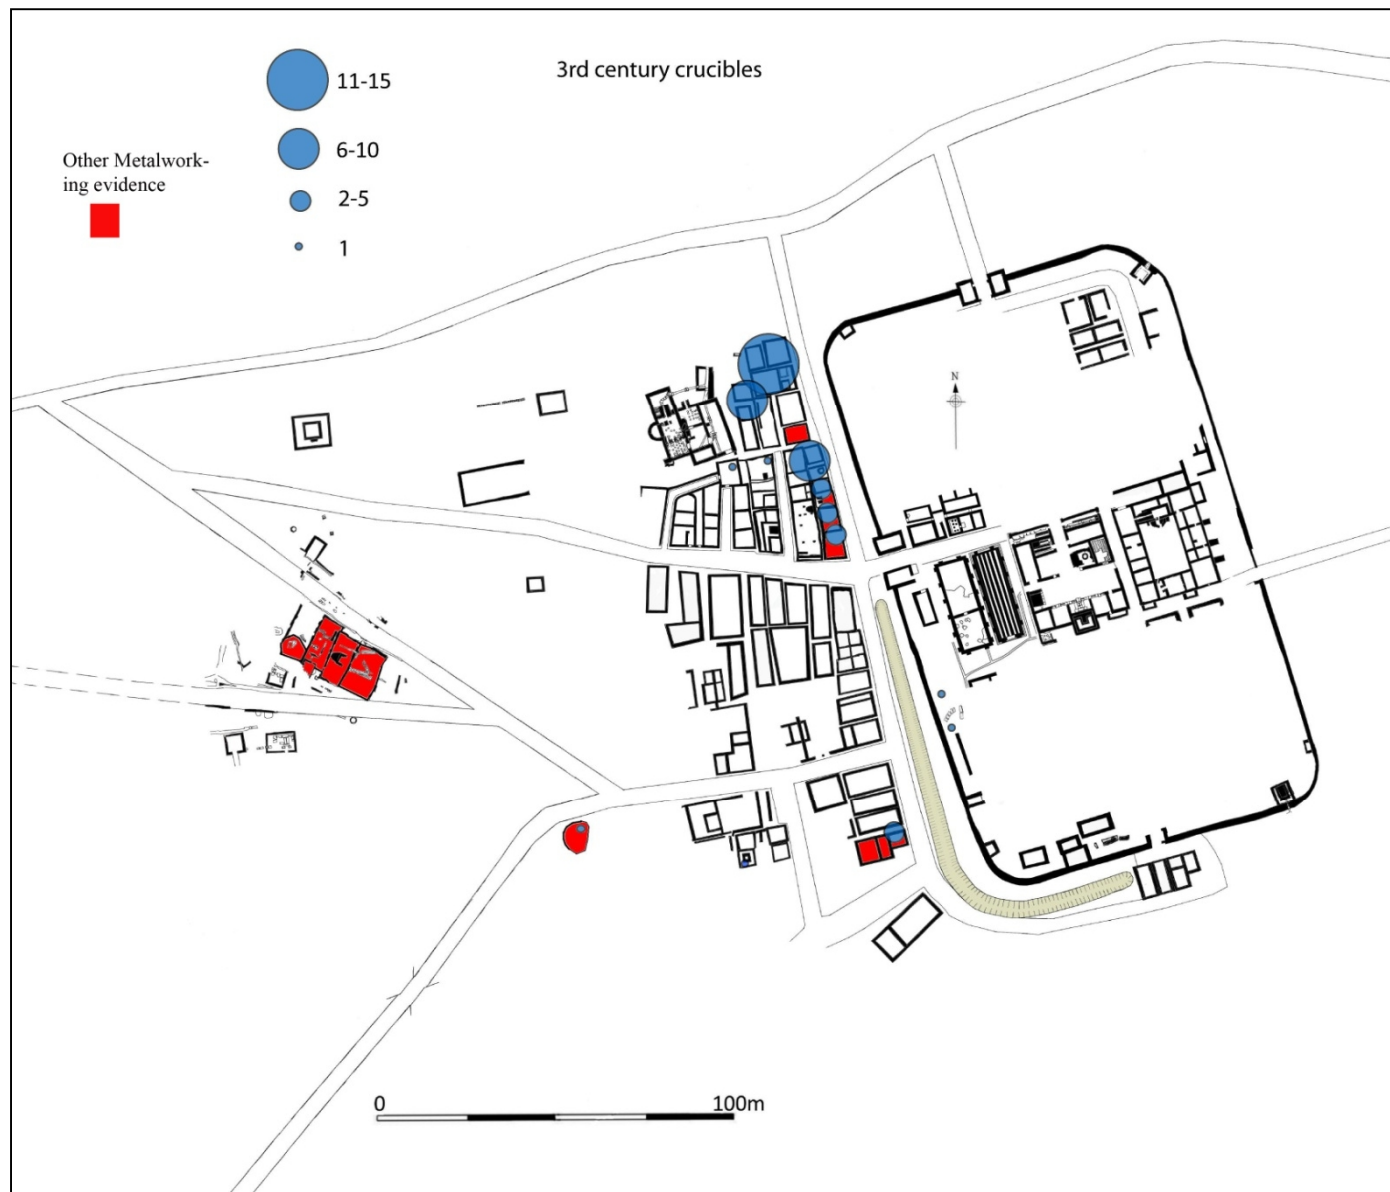 3rd century crucibles
11-15
6-10
2-5
1
Other Metalwork-
ing evidence
N
0 100m